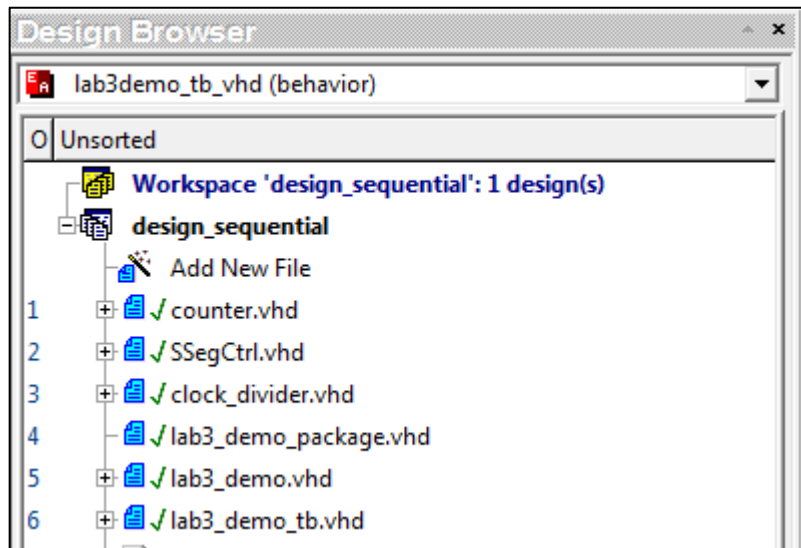 Design Browser
lab3demo_tb_vhd (behavior)
O Unsorted
Workspace 'design_sequential': 1 design(s)
design_sequential
Add New File
1 counter.vhd
2 SSegCtrl.vhd
3 clock_divider.vhd
4 lab3_demo_package.vhd
5 lab3_demo.vhd
6 lab3_demo_tb.vhd